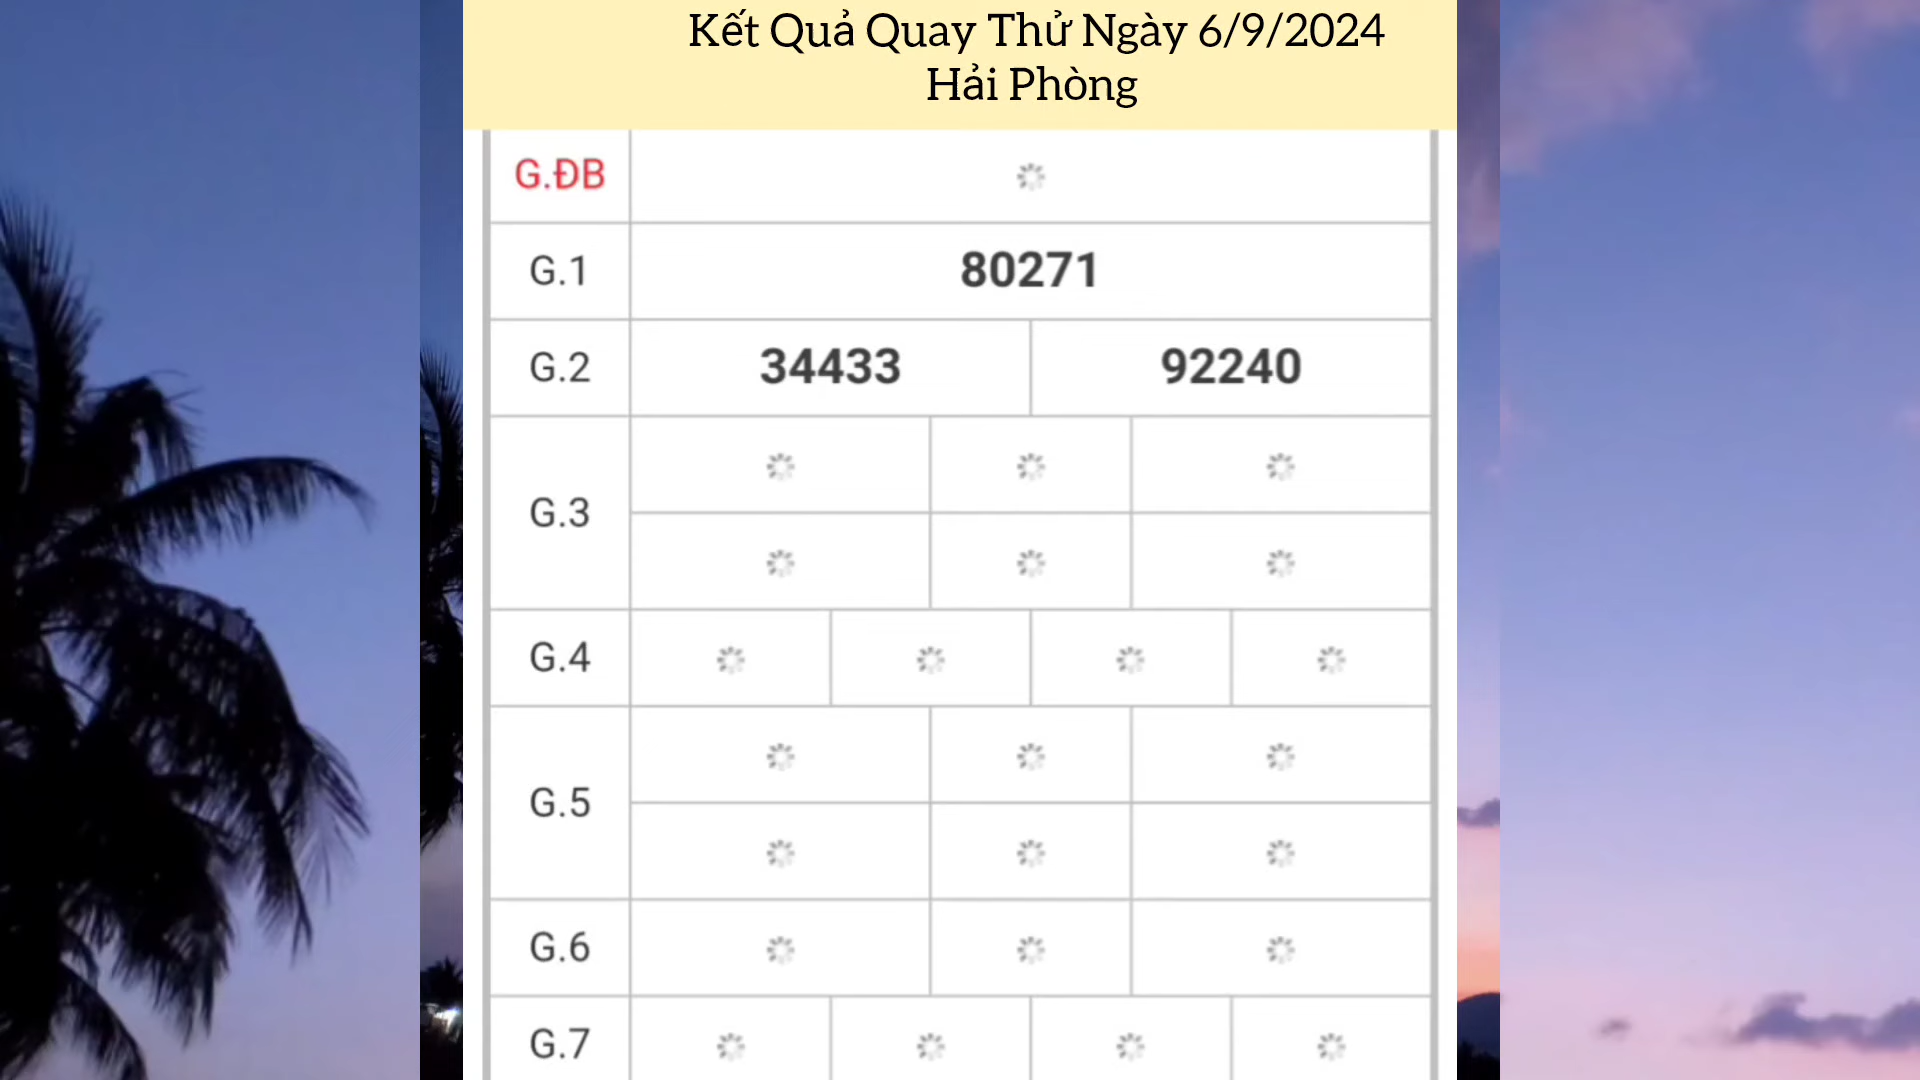 Kết Quả Quay Thử Ngày 6/9/2024
Hải Phòng
G.ĐB
G.1 80271
G.2 34433 92240
G.3
G.4
G.5
G.6
G.7